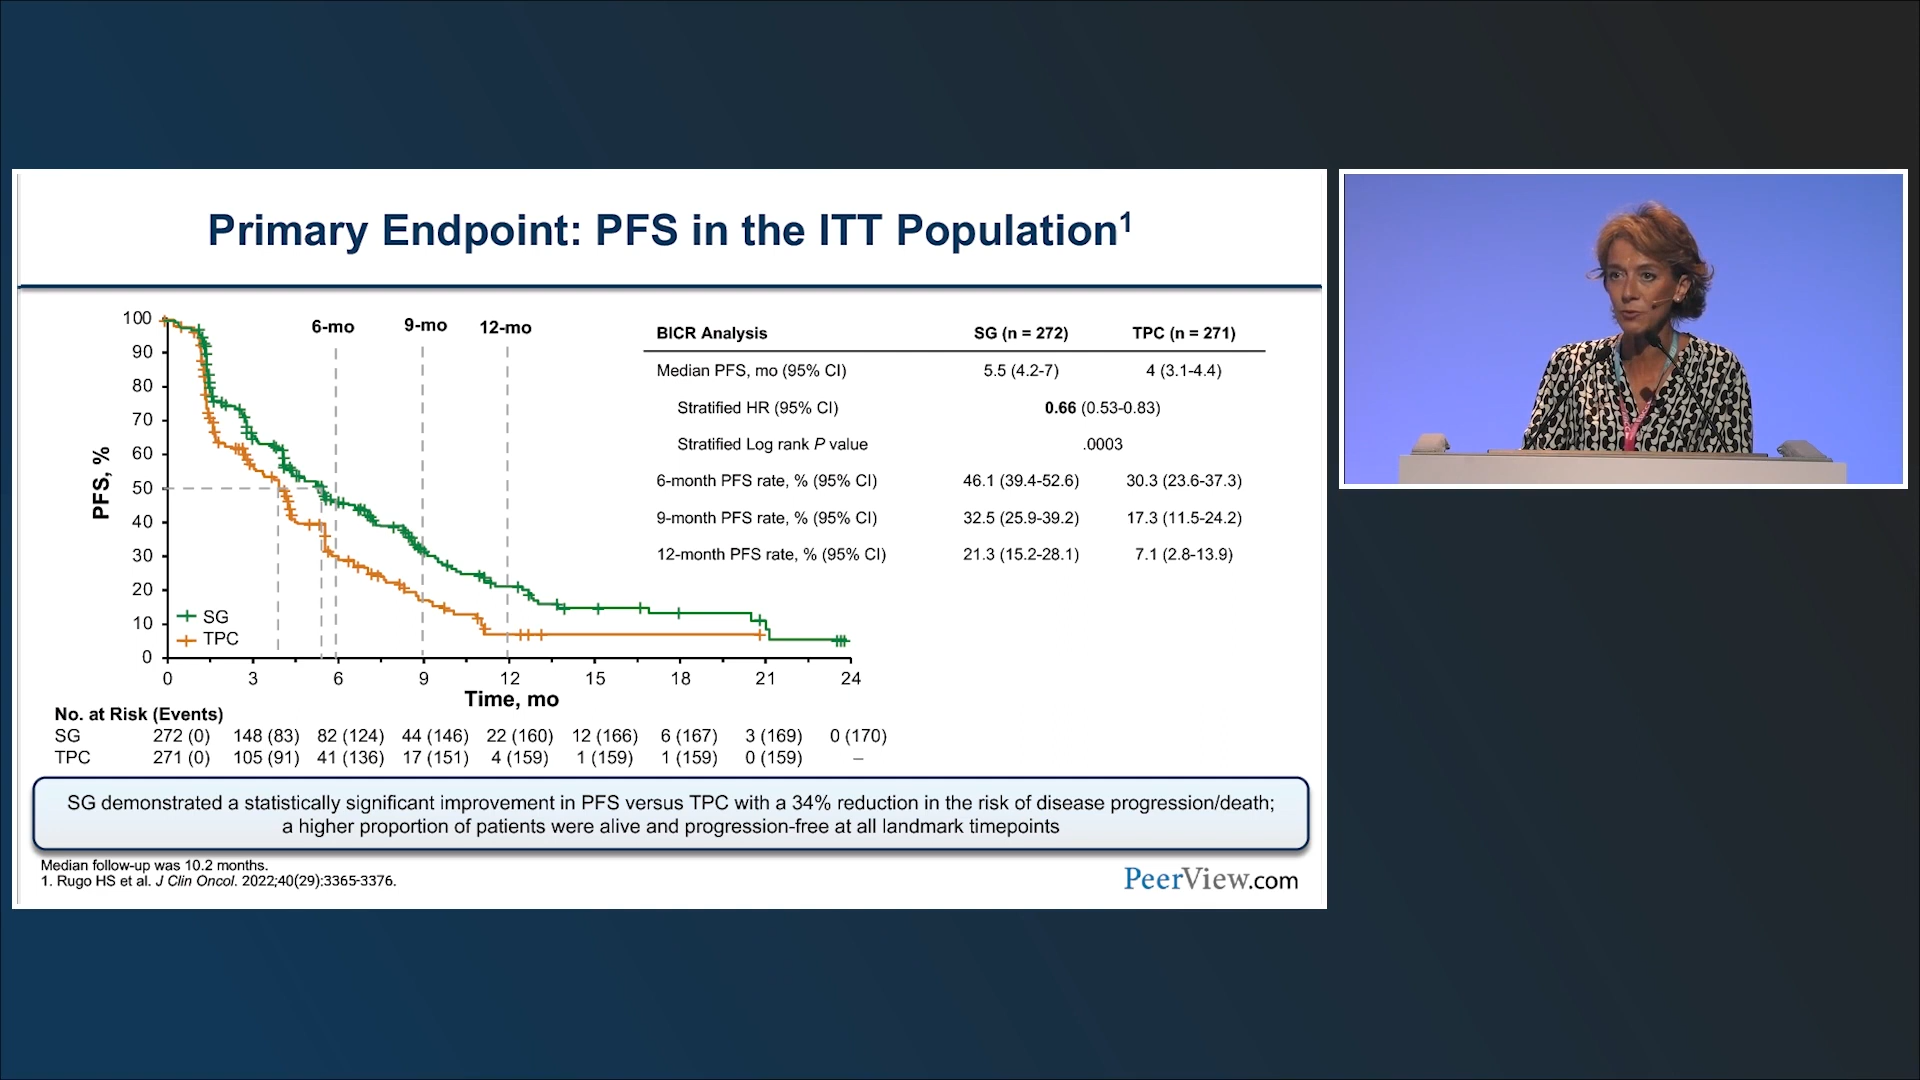 Primary Endpoint: PFS in the ITT Population1
6-mo 9-mo 12-mo
PFS, %
100
90
80
70
60
50
40
30
20
10
0
SG
TPC
0 3 6 9 12 15 18 21 24
Time, mo
BICR Analysis SG (n = 272) TPC (n = 271)
Median PFS, mo (95% CI) 5.5 (4.2-7) 4 (3.1-4.4)
Stratified HR (95% CI) 0.66 (0.53-0.83)
Stratified Log rank P value .0003
6-month PFS rate, % (95% CI) 46.1 (39.4-52.6) 30.3 (23.6-37.3)
9-month PFS rate, % (95% CI) 32.5 (25.9-39.2) 17.3 (11.5-24.2)
12-month PFS rate, % (95% CI) 21.3 (15.2-28.1) 7.1 (2.8-13.9)
No. at Risk (Events)
SG 272 (0) 148 (83) 82 (124) 44 (146) 22 (160) 12 (166) 6 (167) 3 (169) 0 (170)
TPC 271 (0) 105 (91) 41 (136) 17 (151) 4 (159) 1 (159) 1 (159) 0 (159) –
SG demonstrated a statistically significant improvement in PFS versus TPC with a 34% reduction in the risk of disease progression/death;
a higher proportion of patients were alive and progression-free at all landmark timepoints
Median follow-up was 10.2 months.
1. Rugo HS et al. J Clin Oncol. 2022;40(29):3365-3376.
PeerView.com